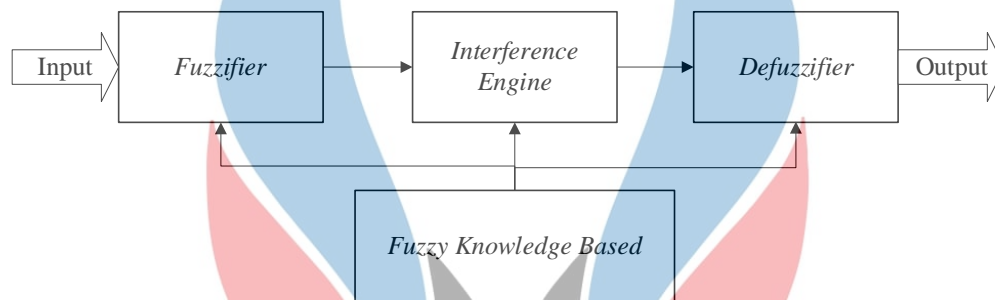 Input
Fuzzifier
Interference
Engine
Defuzzifier
Output
Fuzzy Knowledge Based